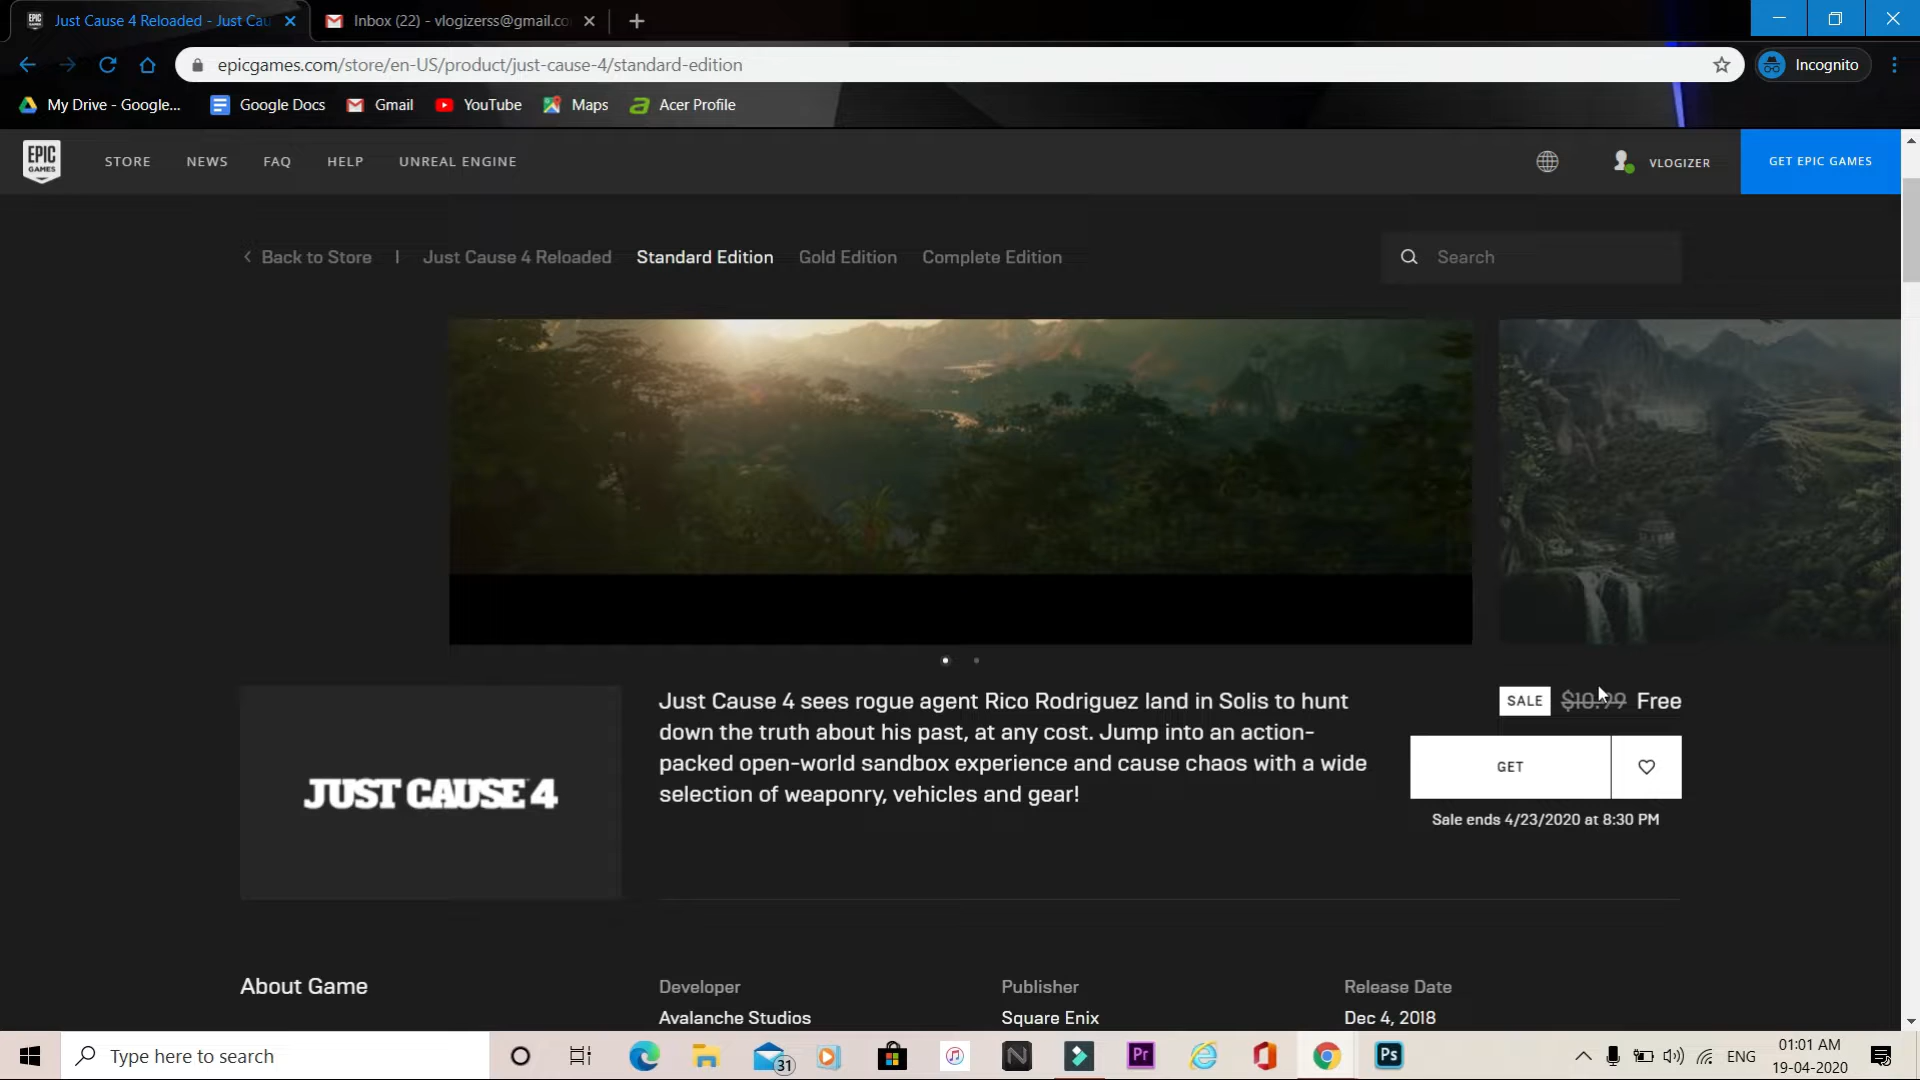 Just Cause 4 Reloaded - Just Cau
Inbox (22) - vlogizerss@gmail.co
epicgames.com/store/en-US/product/just-cause-4/standard-edition
Incognito
My Drive - Google...
Google Docs
Gmail
YouTube
Maps
Acer Profile
EPIC GAMES
STORE
NEWS
FAQ
HELP
UNREAL ENGINE
VLOGIZER
GET EPIC GAMES
Back to Store
Just Cause 4 Reloaded
Standard Edition
Gold Edition
Complete Edition
Search
JUST CAUSE 4
Just Cause 4 sees rogue agent Rico Rodriguez land in Solis to hunt
down the truth about his past, at any cost. Jump into an action-
packed open-world sandbox experience and cause chaos with a wide
selection of weaponry, vehicles and gear!
SALE $10.99 Free
GET
Sale ends 4/23/2020 at 8:30 PM
About Game
Developer
Avalanche Studios
Publisher
Square Enix
Release Date
Dec 4, 2018
Type here to search
31
N
Pr
Ps
ENG
01:01 AM
19-04-2020